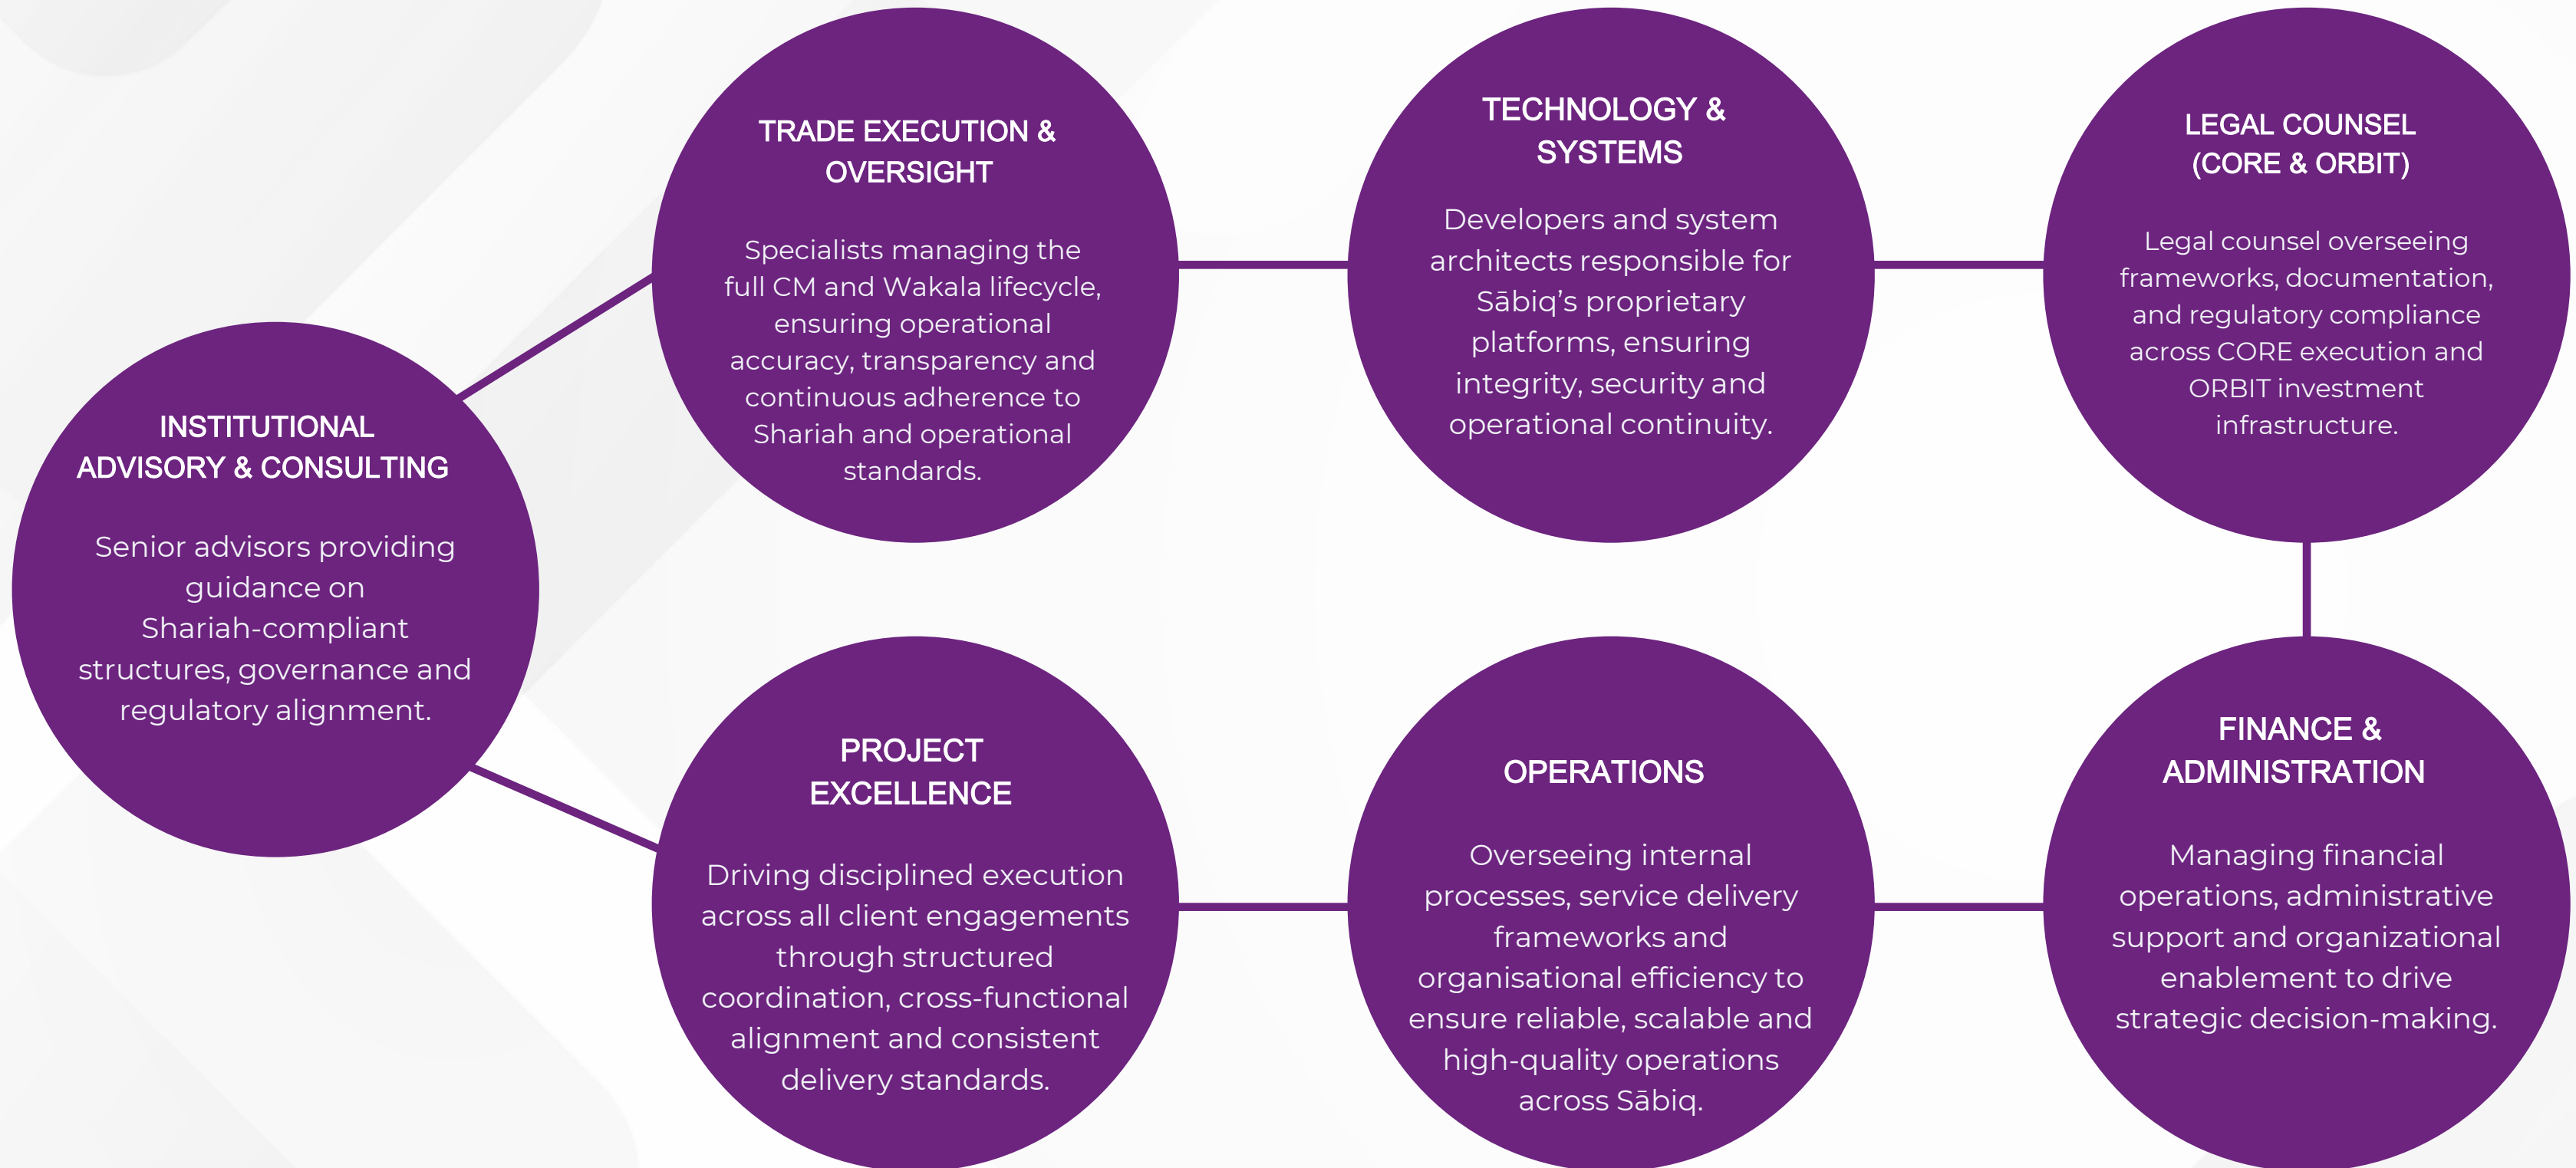 INSTITUTIONAL
ADVISORY & CONSULTING
Senior advisors providing
guidance on
Shariah-compliant
structures, governance and
regulatory alignment.
TRADE EXECUTION &
OVERSIGHT
Specialists managing the
full CM and Wakala lifecycle,
ensuring operational
accuracy, transparency and
continuous adherence to
Shariah and operational
standards.
TECHNOLOGY &
SYSTEMS
Developers and system
architects responsible for
Sābiq’s proprietary
platforms, ensuring
integrity, security and
operational continuity.
LEGAL COUNSEL
(CORE & ORBIT)
Legal counsel overseeing
frameworks, documentation,
and regulatory compliance
across CORE execution and
ORBIT investment
infrastructure.
PROJECT
EXCELLENCE
Driving disciplined execution
across all client engagements
through structured
coordination, cross-functional
alignment and consistent
delivery standards.
OPERATIONS
Overseeing internal
processes, service delivery
frameworks and
organisational efficiency to
ensure reliable, scalable and
high-quality operations
across Sābiq.
FINANCE &
ADMINISTRATION
Managing financial
operations, administrative
support and organizational
enablement to drive
strategic decision-making.